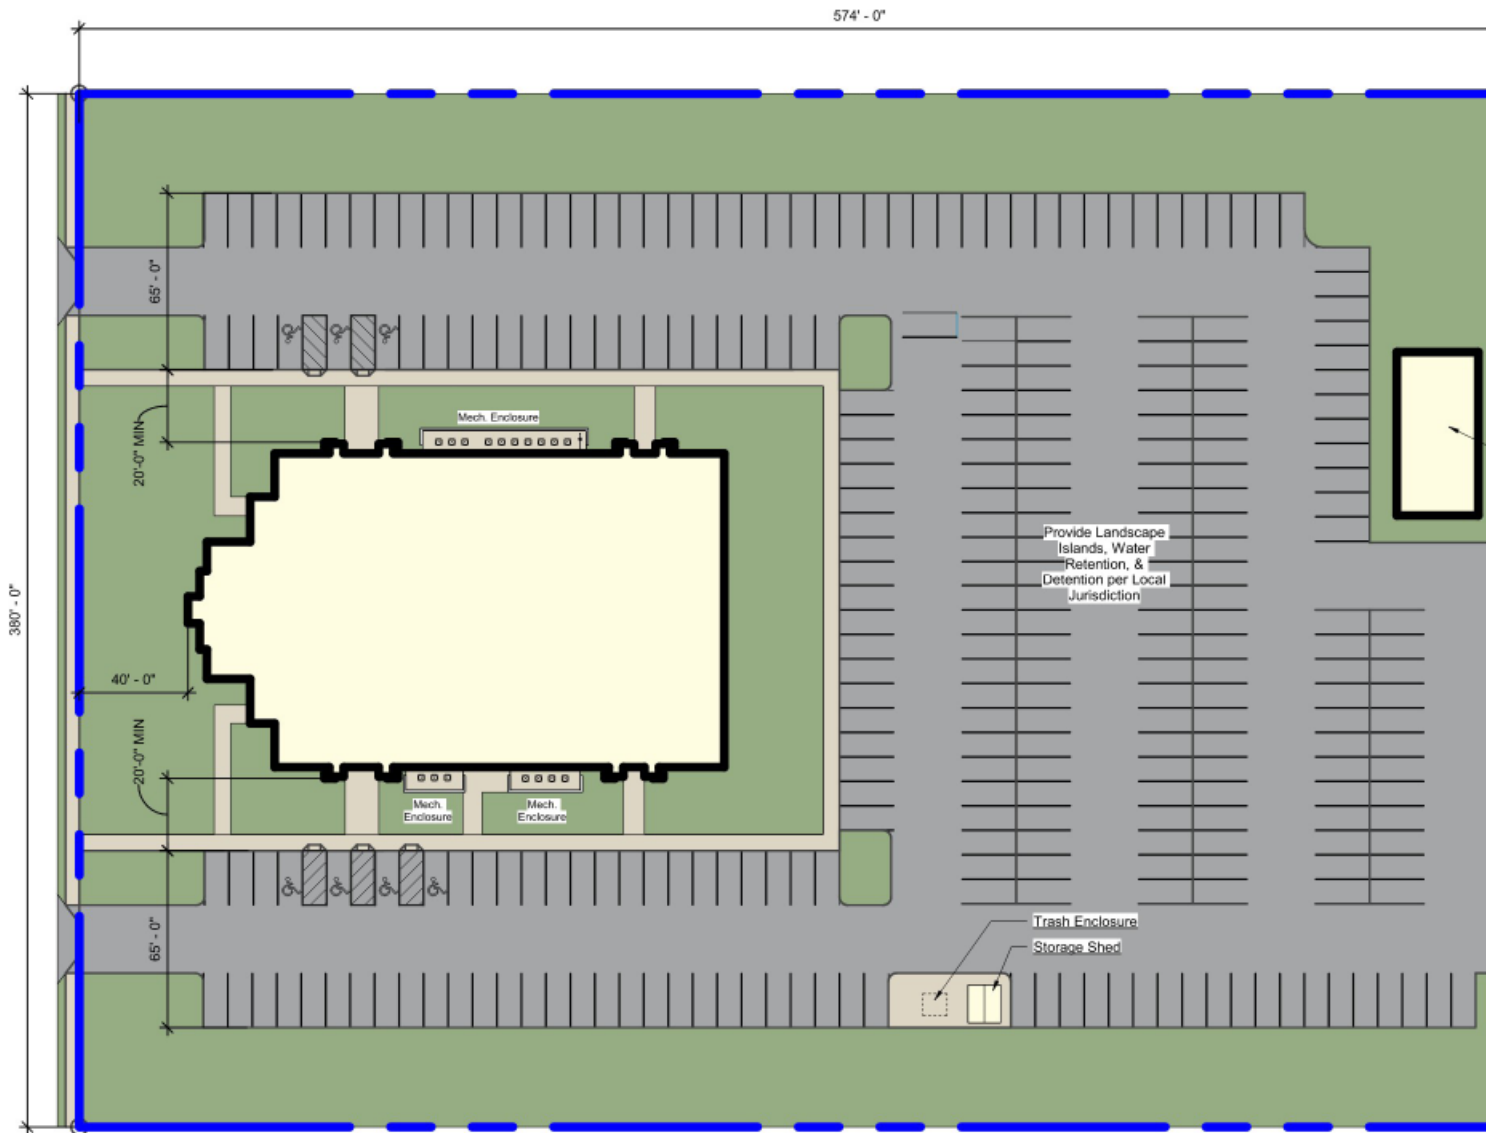 574' - 0"
65' - 0"
20'-0" MIN
Mech. Enclosure
Provide Landscape
Islands, Water
Retention, &
Detention per Local
Jurisdiction
380' - 0"
40' - 0"
20'-0" MIN
Mech.
Enclosure
Mech.
Enclosure
65' - 0"
Trash Enclosure
Storage Shed